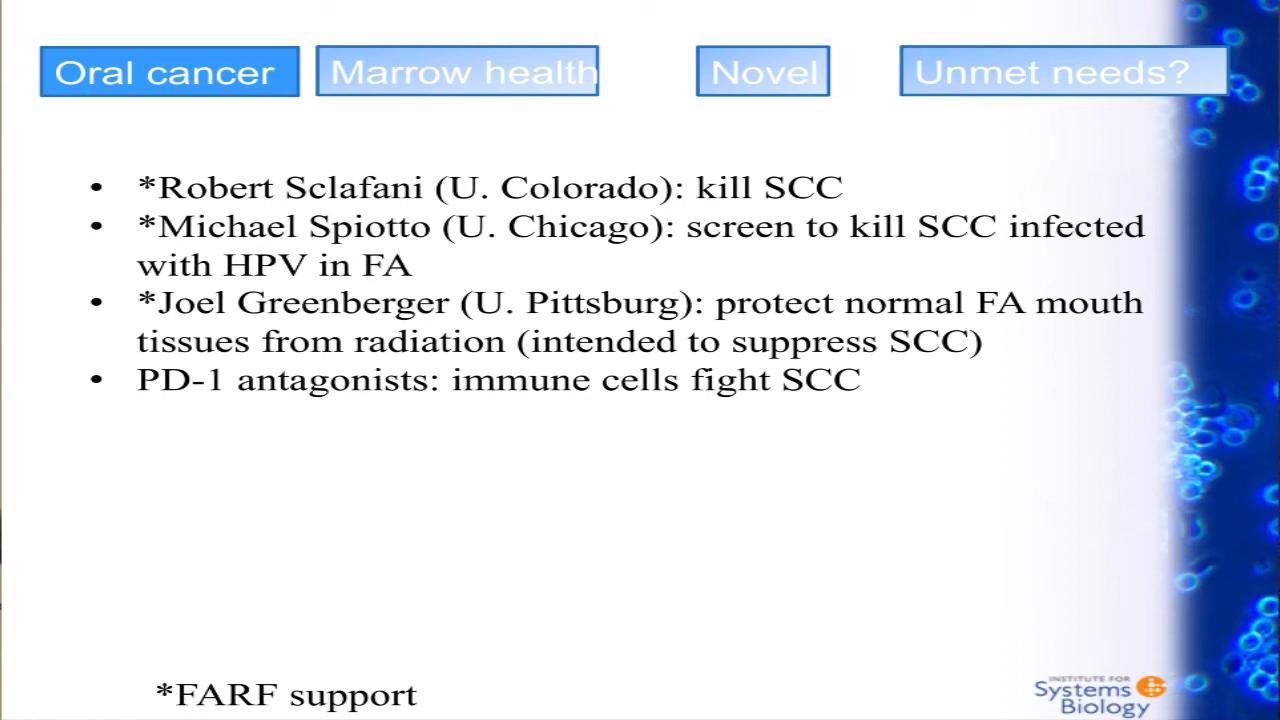 Oral cancer
Marrow health
Novel
Unmet needs?
• *Robert Sclafani (U. Colorado): kill SCC
• *Michael Spiotto (U. Chicago): screen to kill SCC infected
with HPV in FA
• *Joel Greenberger (U. Pittsburg): protect normal FA mouth
tissues from radiation (intended to suppress SCC)
• PD-1 antagonists: immune cells fight SCC
*FARF support
INSTITUTE FOR
Systems
Biology